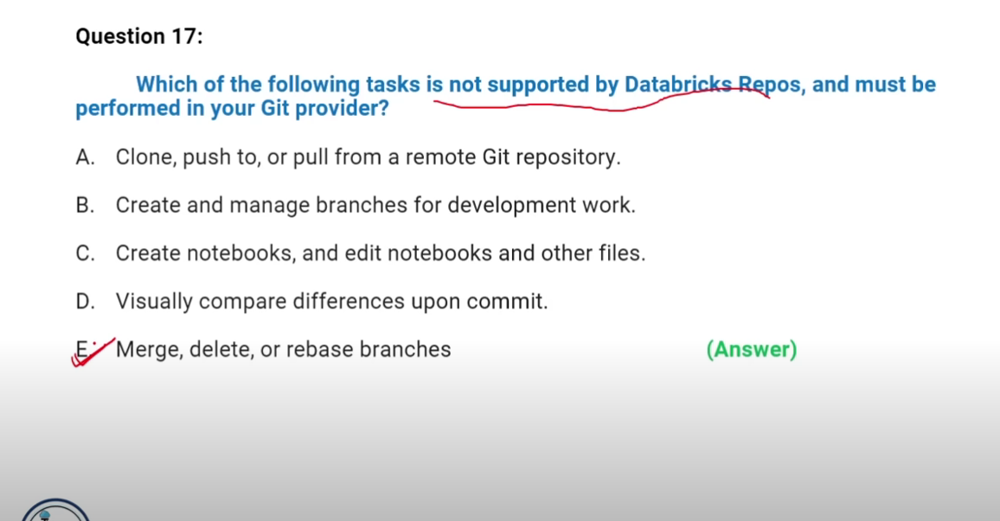 Question 17:
Which of the following tasks is not supported by Databricks Repos, and must be
performed in your Git provider?
A. Clone, push to, or pull from a remote Git repository.
B. Create and manage branches for development work.
C. Create notebooks, and edit notebooks and other files.
D. Visually compare differences upon commit.
E. Merge, delete, or rebase branches (Answer)